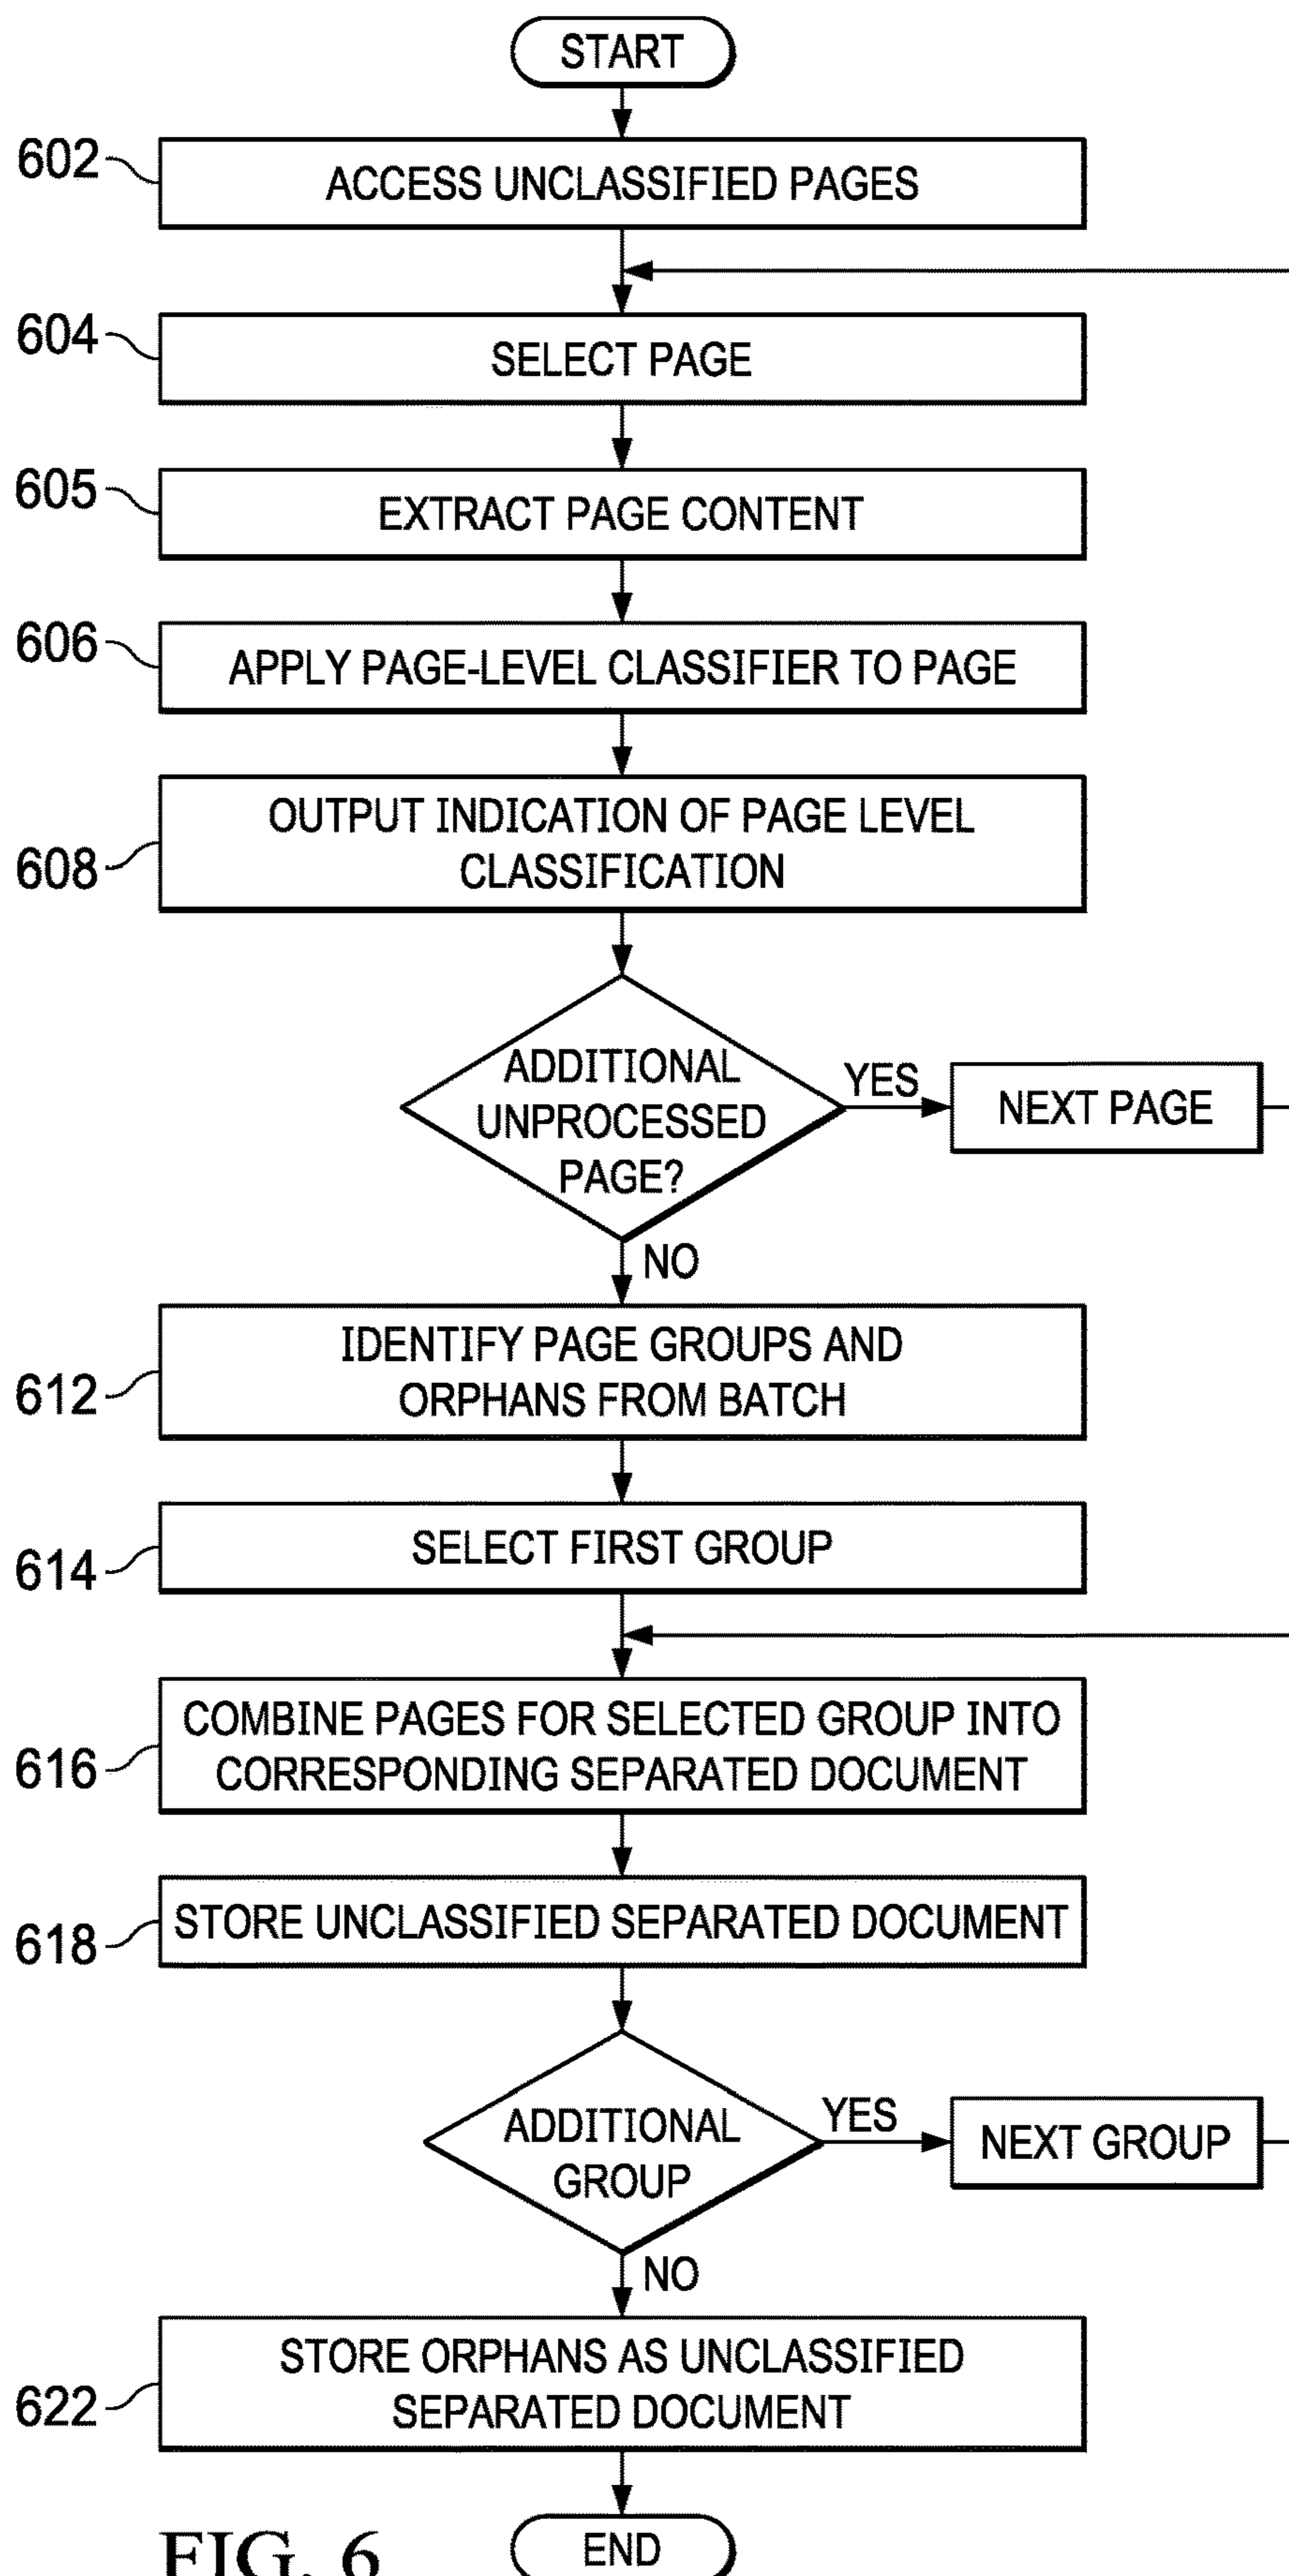 START
602
ACCESS UNCLASSIFIED PAGES
604
SELECT PAGE
605
EXTRACT PAGE CONTENT
606
APPLY PAGE-LEVEL CLASSIFIER TO PAGE
608
OUTPUT INDICATION OF PAGE LEVEL
CLASSIFICATION
ADDITIONAL
UNPROCESSED
PAGE?
YES
NEXT PAGE
NO
612
IDENTIFY PAGE GROUPS AND
ORPHANS FROM BATCH
614
SELECT FIRST GROUP
616
COMBINE PAGES FOR SELECTED GROUP INTO
CORRESPONDING SEPARATED DOCUMENT
618
STORE UNCLASSIFIED SEPARATED DOCUMENT
ADDITIONAL
GROUP
YES
NEXT GROUP
NO
622
STORE ORPHANS AS UNCLASSIFIED
SEPARATED DOCUMENT
END
FIG. 6